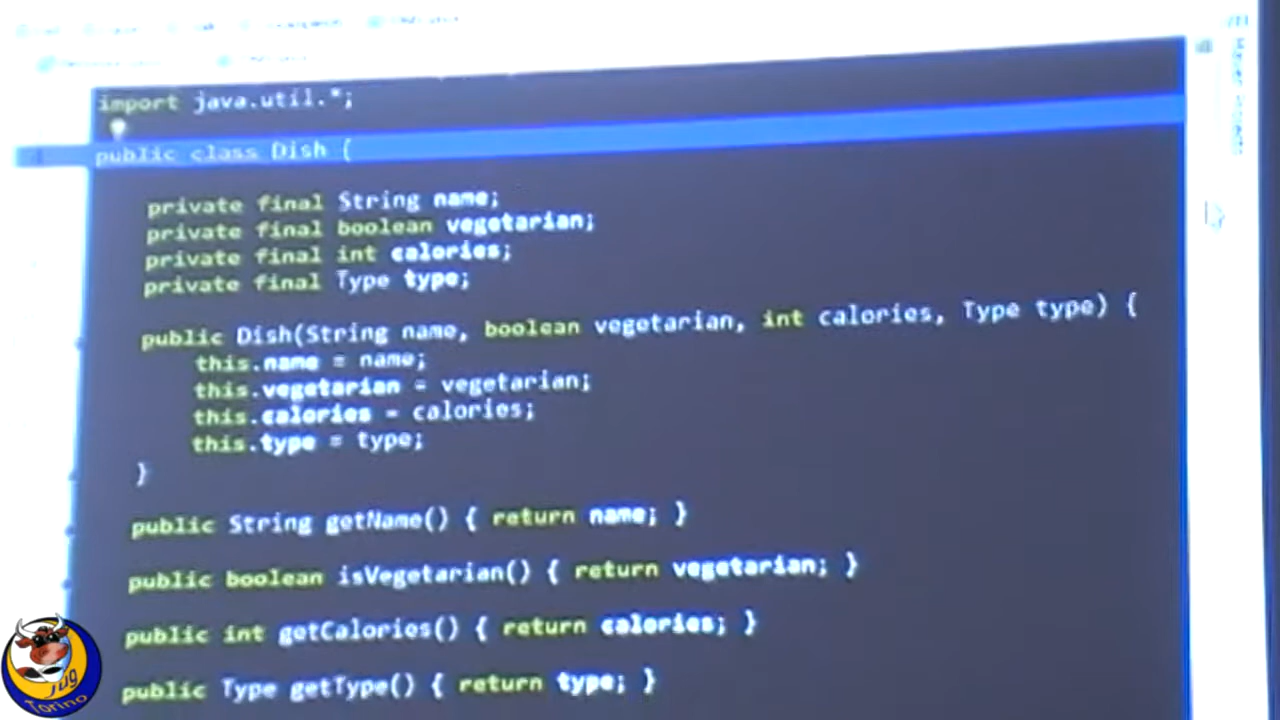 import java.util.*;
public class Dish {
private final String name;
private final boolean vegetarian;
private final int calories;
private final Type type;
public Dish(String name, boolean vegetarian, int calories, Type type) {
this.name = name;
this.vegetarian = vegetarian;
this.calories = calories;
this.type = type;
}
public String getName() { return name; }
public boolean isVegetarian() { return vegetarian; }
public int getCalories() { return calories; }
public Type getType() { return type; }
jug
Torino